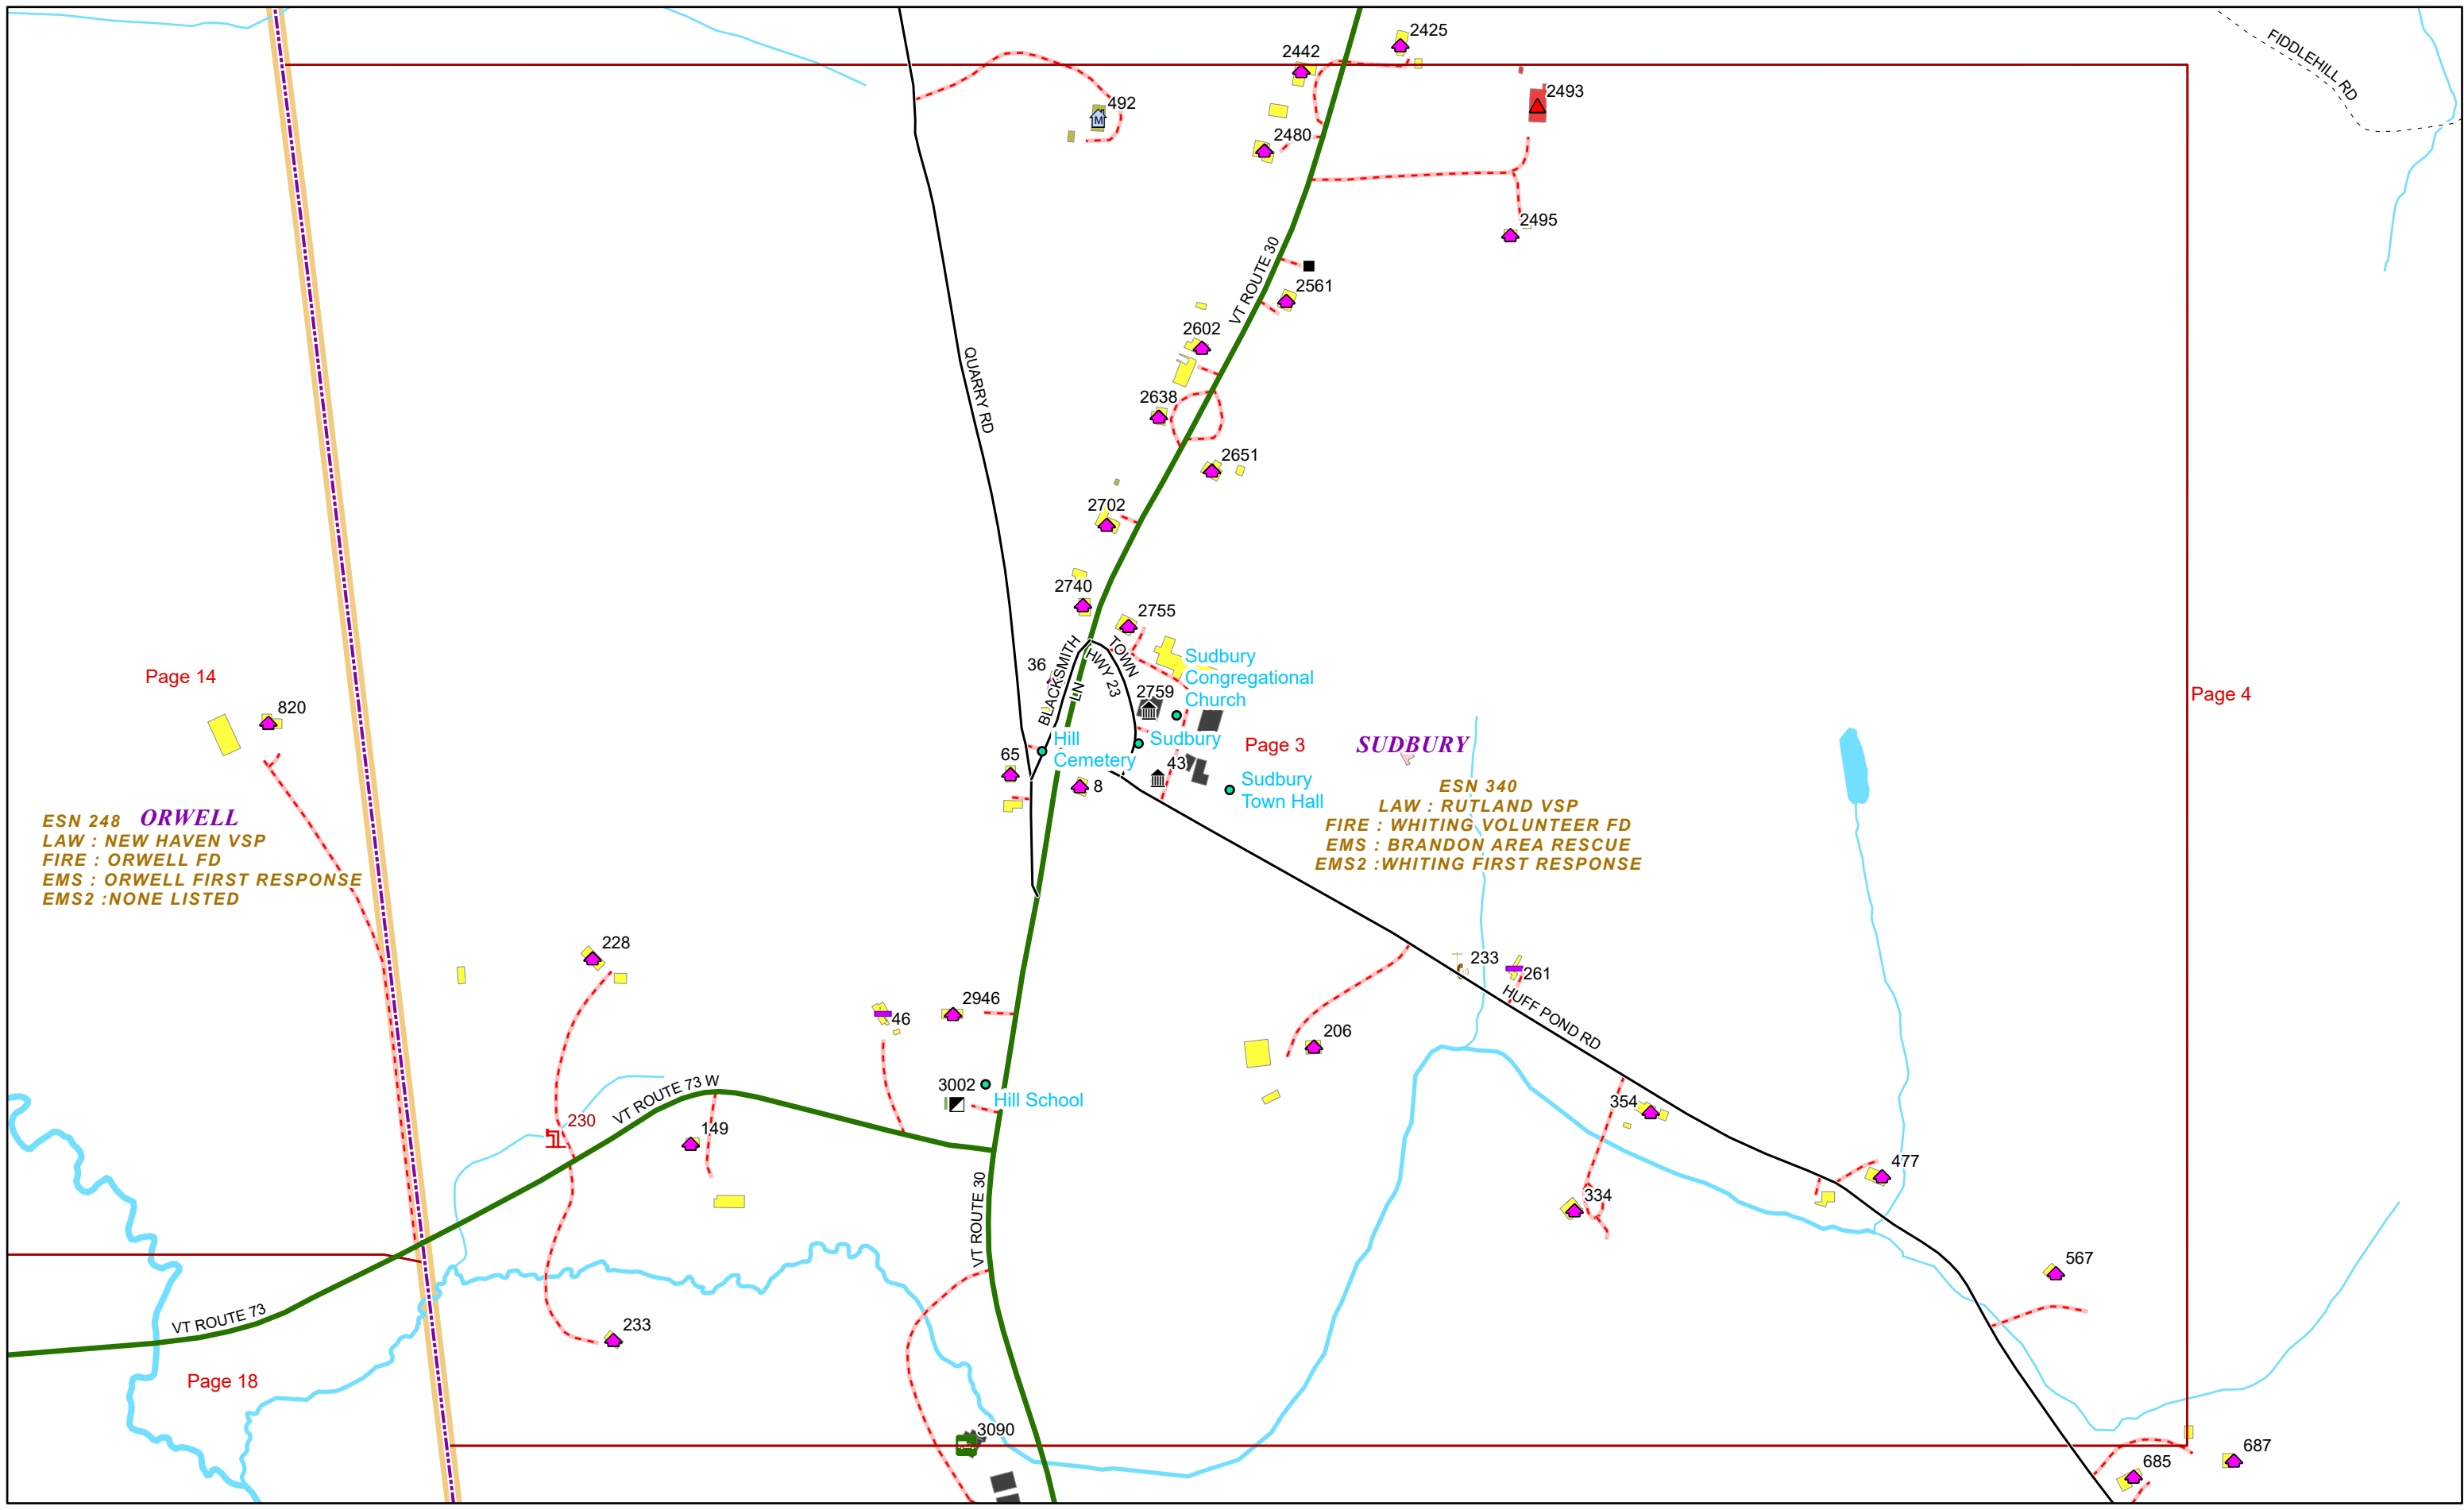 2425
2442
FIDDLEHILL RD
2493
492
2480
2495
VT ROUTE 30
2561
2602
QUARRY RD
2638
2651
2702
2740
2755
BLACKSMITH
LN
TOWN
HWY 23
36
Sudbury
Congregational
Church
2759
Page 14
Page 4
820
Hill
Cemetery
Sudbury
Page 3
SUDBURY
65
43
8
Sudbury
Town Hall
ESN 340
LAW : RUTLAND VSP
FIRE : WHITING VOLUNTEER FD
EMS : BRANDON AREA RESCUE
EMS2 :WHITING FIRST RESPONSE
ESN 248
ORWELL
LAW : NEW HAVEN VSP
FIRE : ORWELL FD
EMS : ORWELL FIRST RESPONSE
EMS2 :NONE LISTED
228
233
261
2946
46
HUFF POND RD
206
VT ROUTE 73 W
3002
Hill School
354
230
149
477
334
VT ROUTE 30
567
VT ROUTE 73
233
Page 18
3090
687
685
M